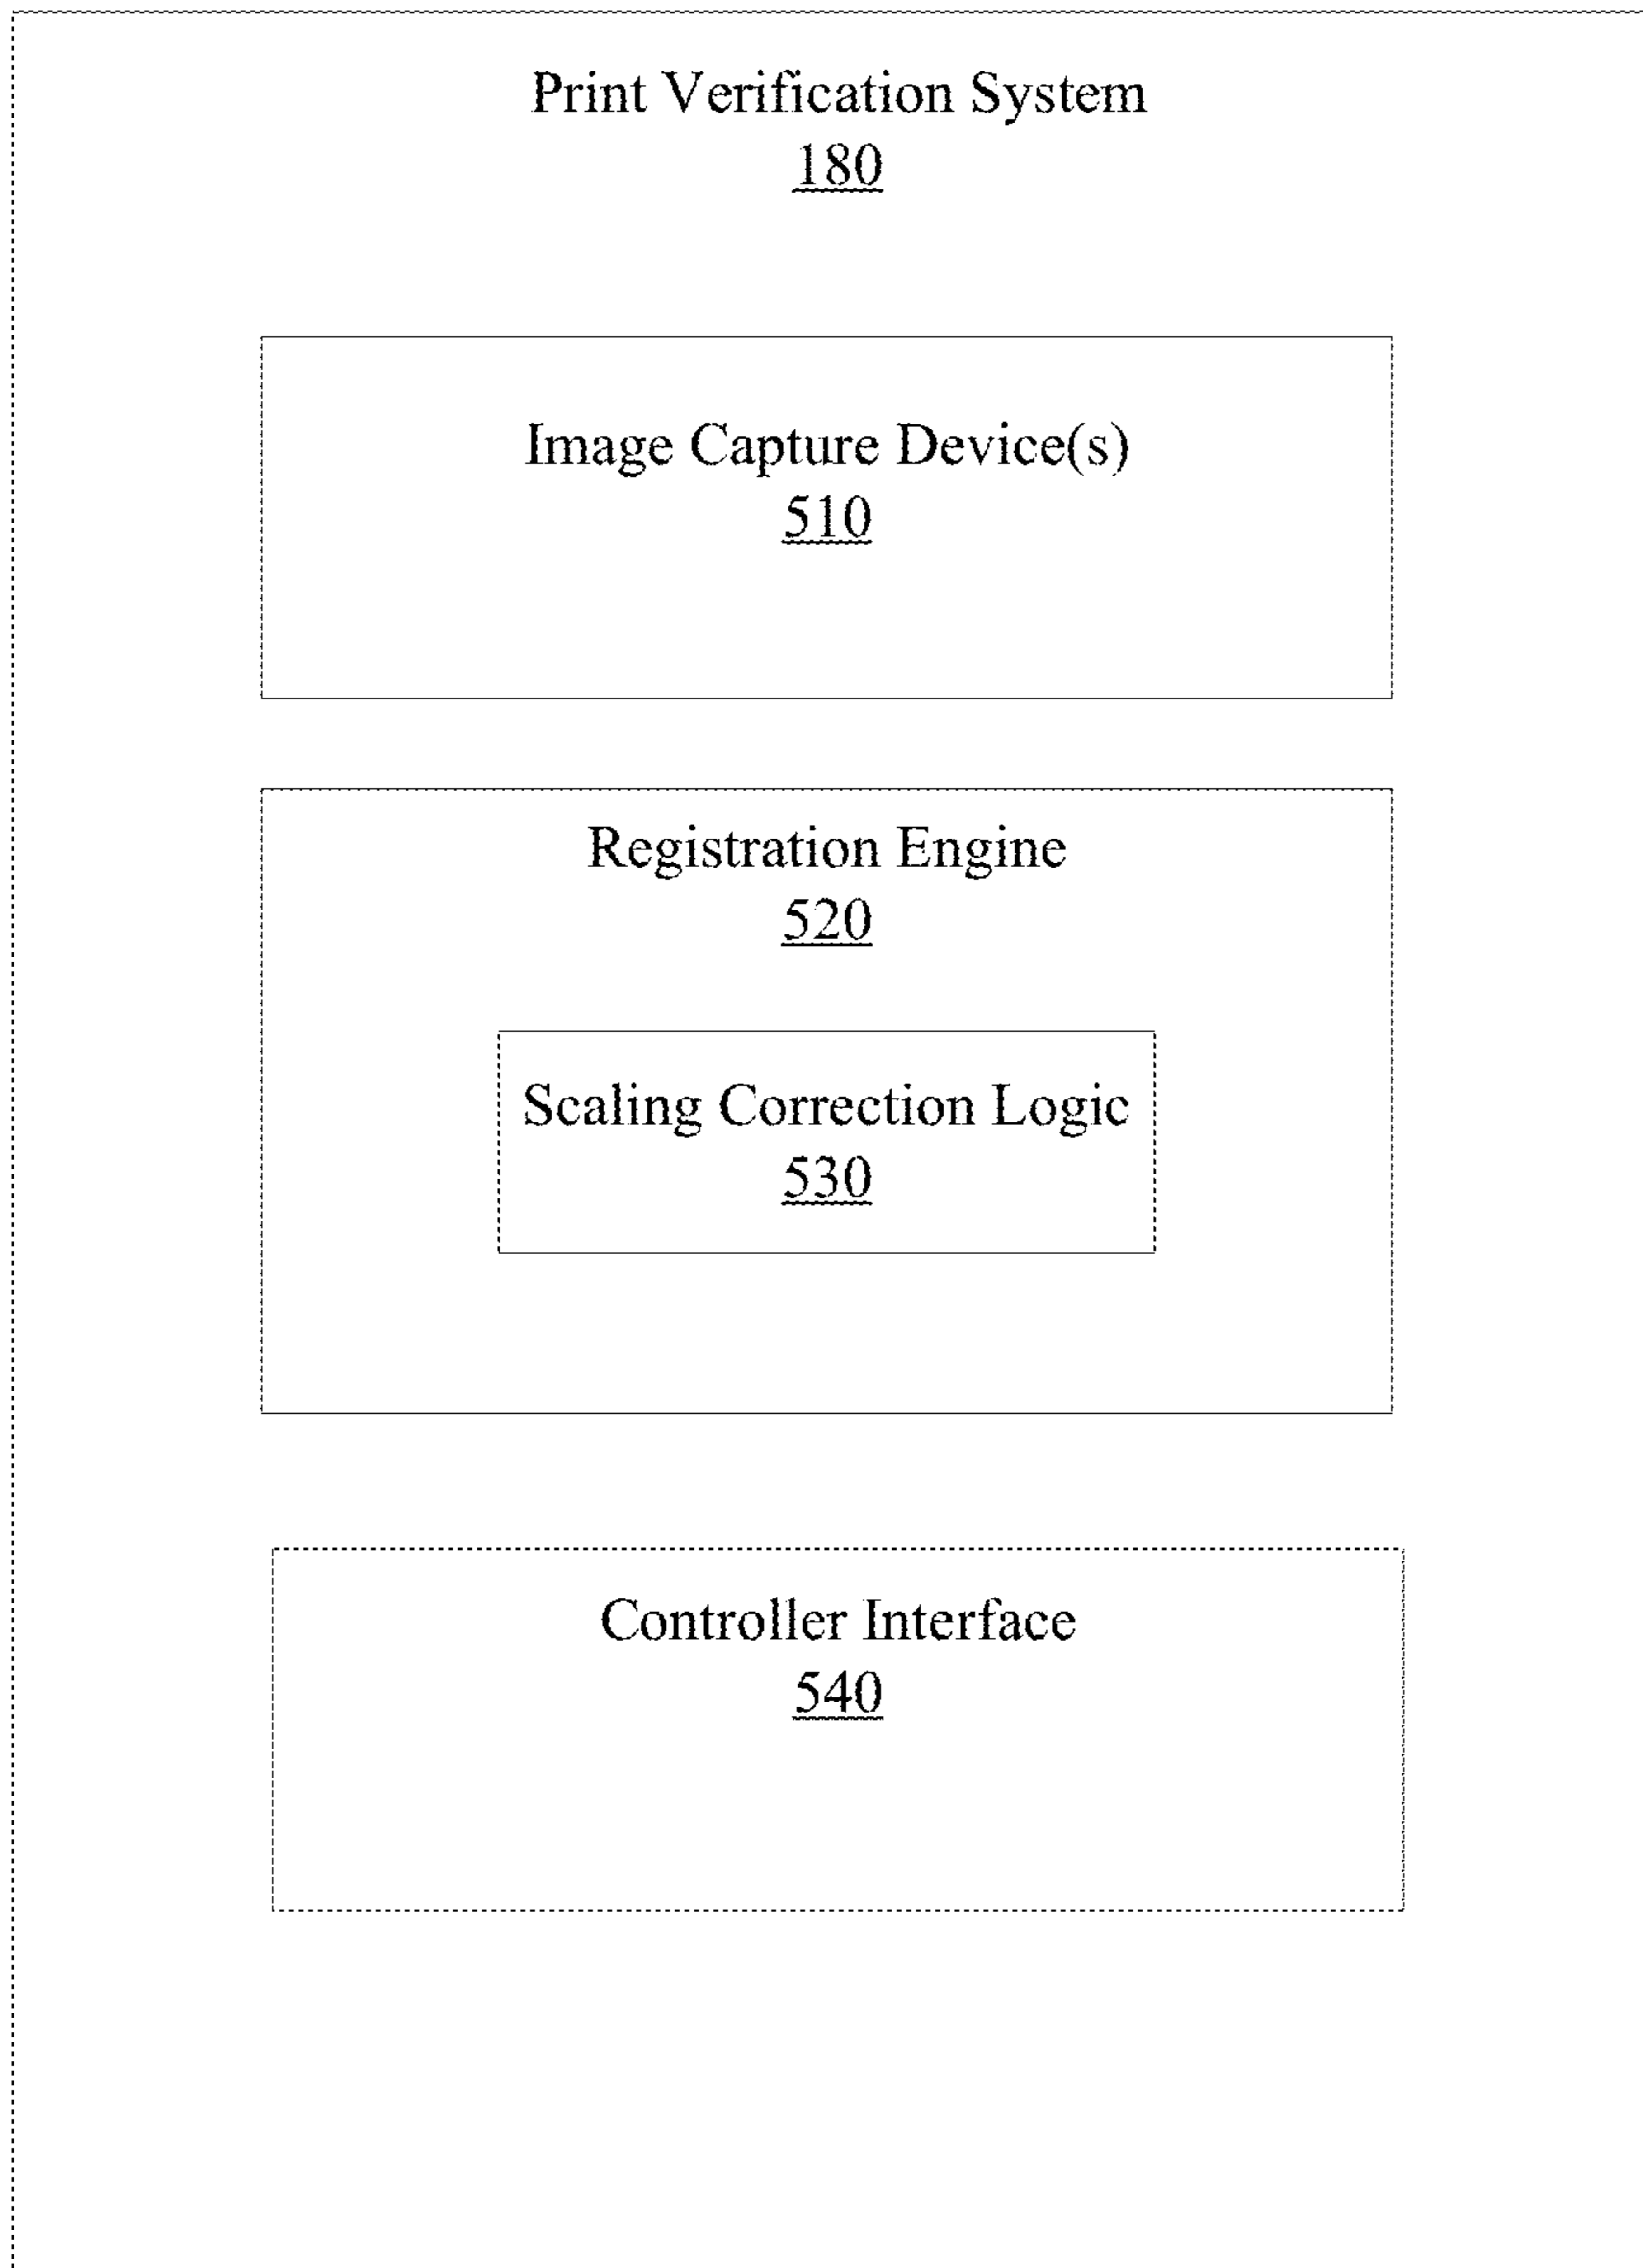 Print Verification System
180
Image Capture Device(s)
510
Registration Engine
520
Scaling Correction Logic
530
Controller Interface
540